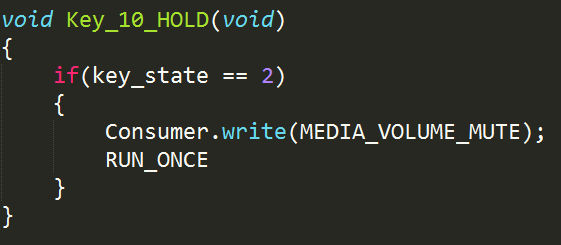 void Key_10_HOLD(void)
{
if(key_state == 2)
{
Consumer.write(MEDIA_VOLUME_MUTE);
RUN_ONCE
}
}